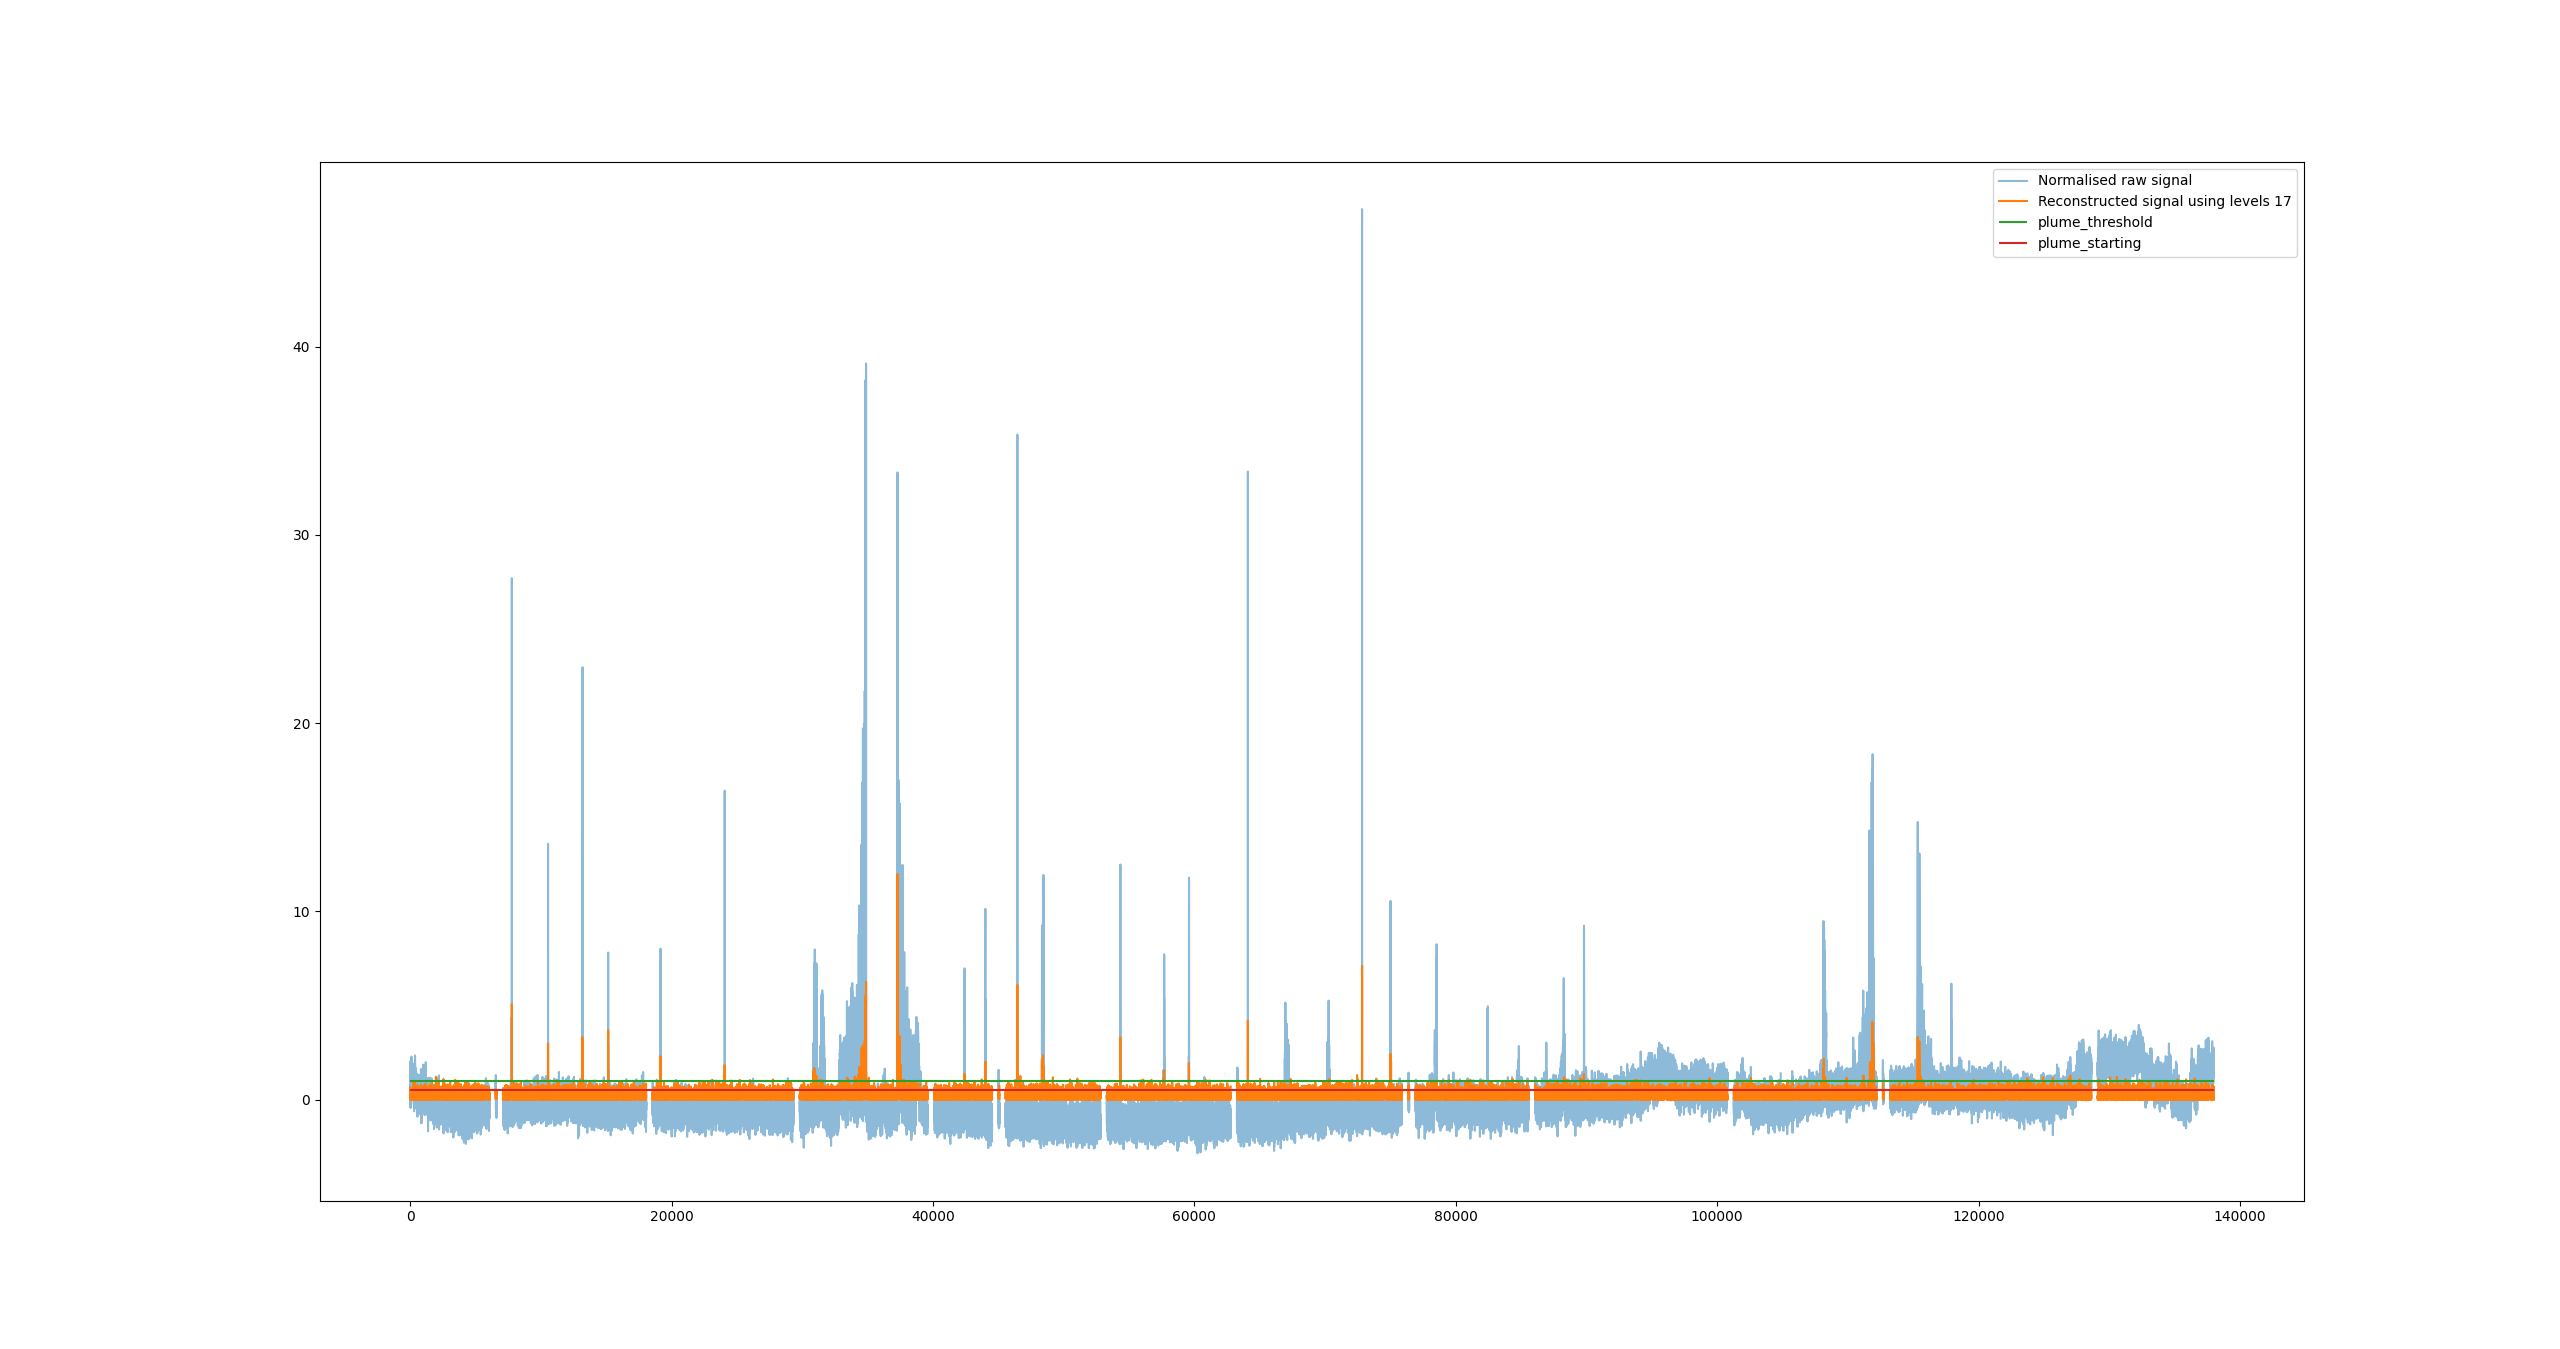 Normalised raw signal
Reconstructed signal using levels 17
plume_threshold
plume_starting
40
30
20
10
0
0 20000 40000 60000 80000 100000 120000 140000